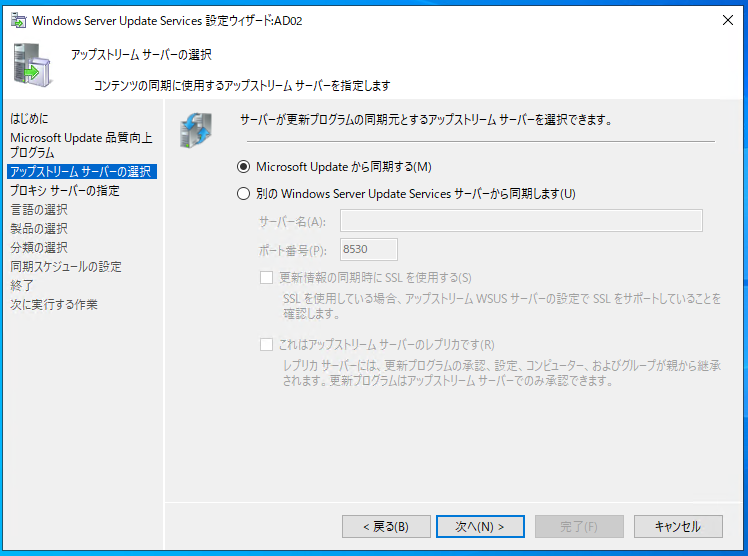 Windows Server Update Services 設定ウィザード:AD02
アップストリーム サーバーの選択
コンテンツの同期に使用するアップストリーム サーバーを指定します
はじめに
Microsoft Update 品質向上
プログラム
アップストリーム サーバーの選択
プロキシ サーバーの指定
言語の選択
製品の選択
分類の選択
同期スケジュールの設定
終了
次に実行する作業
サーバーが更新プログラムの同期元とするアップストリーム サーバーを選択できます。
Microsoft Update から同期する(M)
別の Windows Server Update Services サーバーから同期します(U)
サーバー名(A):
ポート番号(P):
8530
更新情報の同期時に SSL を使用する(S)
SSL を使用している場合、アップストリーム WSUS サーバーの設定で SSL をサポートしていることを
確認します。
これはアップストリーム サーバーのレプリカです(R)
レプリカ サーバーには、更新プログラムの承認、設定、コンピューター、およびグループが親から継承
されます。更新プログラムはアップストリーム サーバーでのみ承認できます。
< 戻る(B)
次へ(N) >
完了(F)
キャンセル